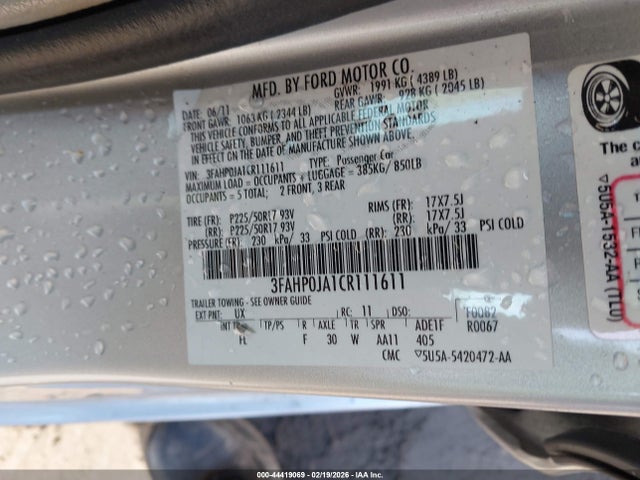 MFD. BY FORD MOTOR CO.
DATE: 06/11 GVWR: 1991 KG ( 4389 LB)
FRONT GAWR: 1063 KG ( 2344 LB) REAR GAWR: 928 KG ( 2045 LB)
THIS VEHICLE CONFORMS TO ALL APPLICABLE FEDERAL MOTOR
VEHICLE SAFETY, BUMPER, AND THEFT PREVENTION STANDARDS
IN EFFECT ON THE DATE OF MANUFACTURE SHOWN ABOVE.
VIN: 3FAHP0JA1CR111611 TYPE: Passenger Car
MAXIMUM LOAD = OCCUPANTS + LUGGAGE = 385KG/ 850LB
OCCUPANTS = 5 TOTAL; 2 FRONT, 3 REAR
TIRE (FR): P225/50R17 93V RIMS (FR): 17X7.5J
(RR): P225/50R17 93V (RR): 17X7.5J
PRESSURE (FR): 230 kPa/ 33 PSI COLD (RR): 230 kPa/ 33 PSI COLD
3FAHP0JA1CR111611
TRAILER TOWING - SEE OWNER GUIDE
EXT PNT: UX RC: 11 DSO: F0082
INT TR TP/PS R AXLE TR SPR ADE1F R0067
FL F 30 W AA11 405
CMC ▽5U5A-5420472-AA
The c
▽5U5A-1532-AA (TLO)
000-44419069 | 02/19/2026 - IAA Inc.